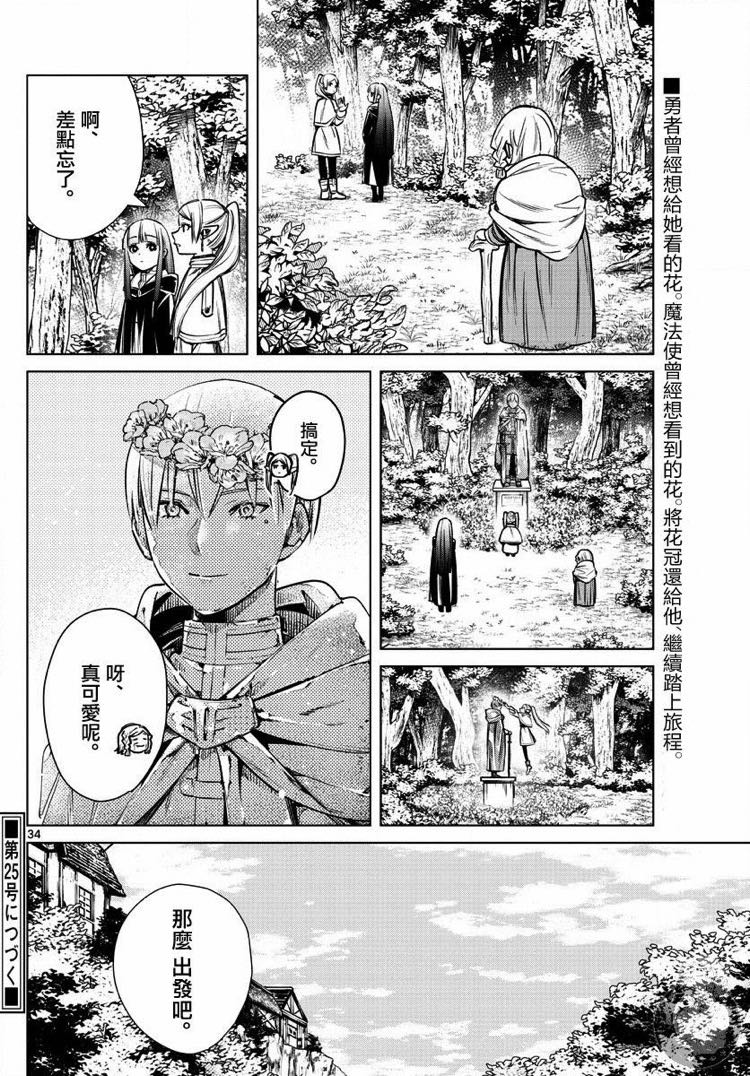 ■勇者曾經想給她看的花。魔法使曾經想看到的花。將花冠還給他、繼續踏上旅程。
啊、
差點忘了。
搞定。
呀、
真可愛呢。
34
■第25号につづく■
那麼 出發吧。